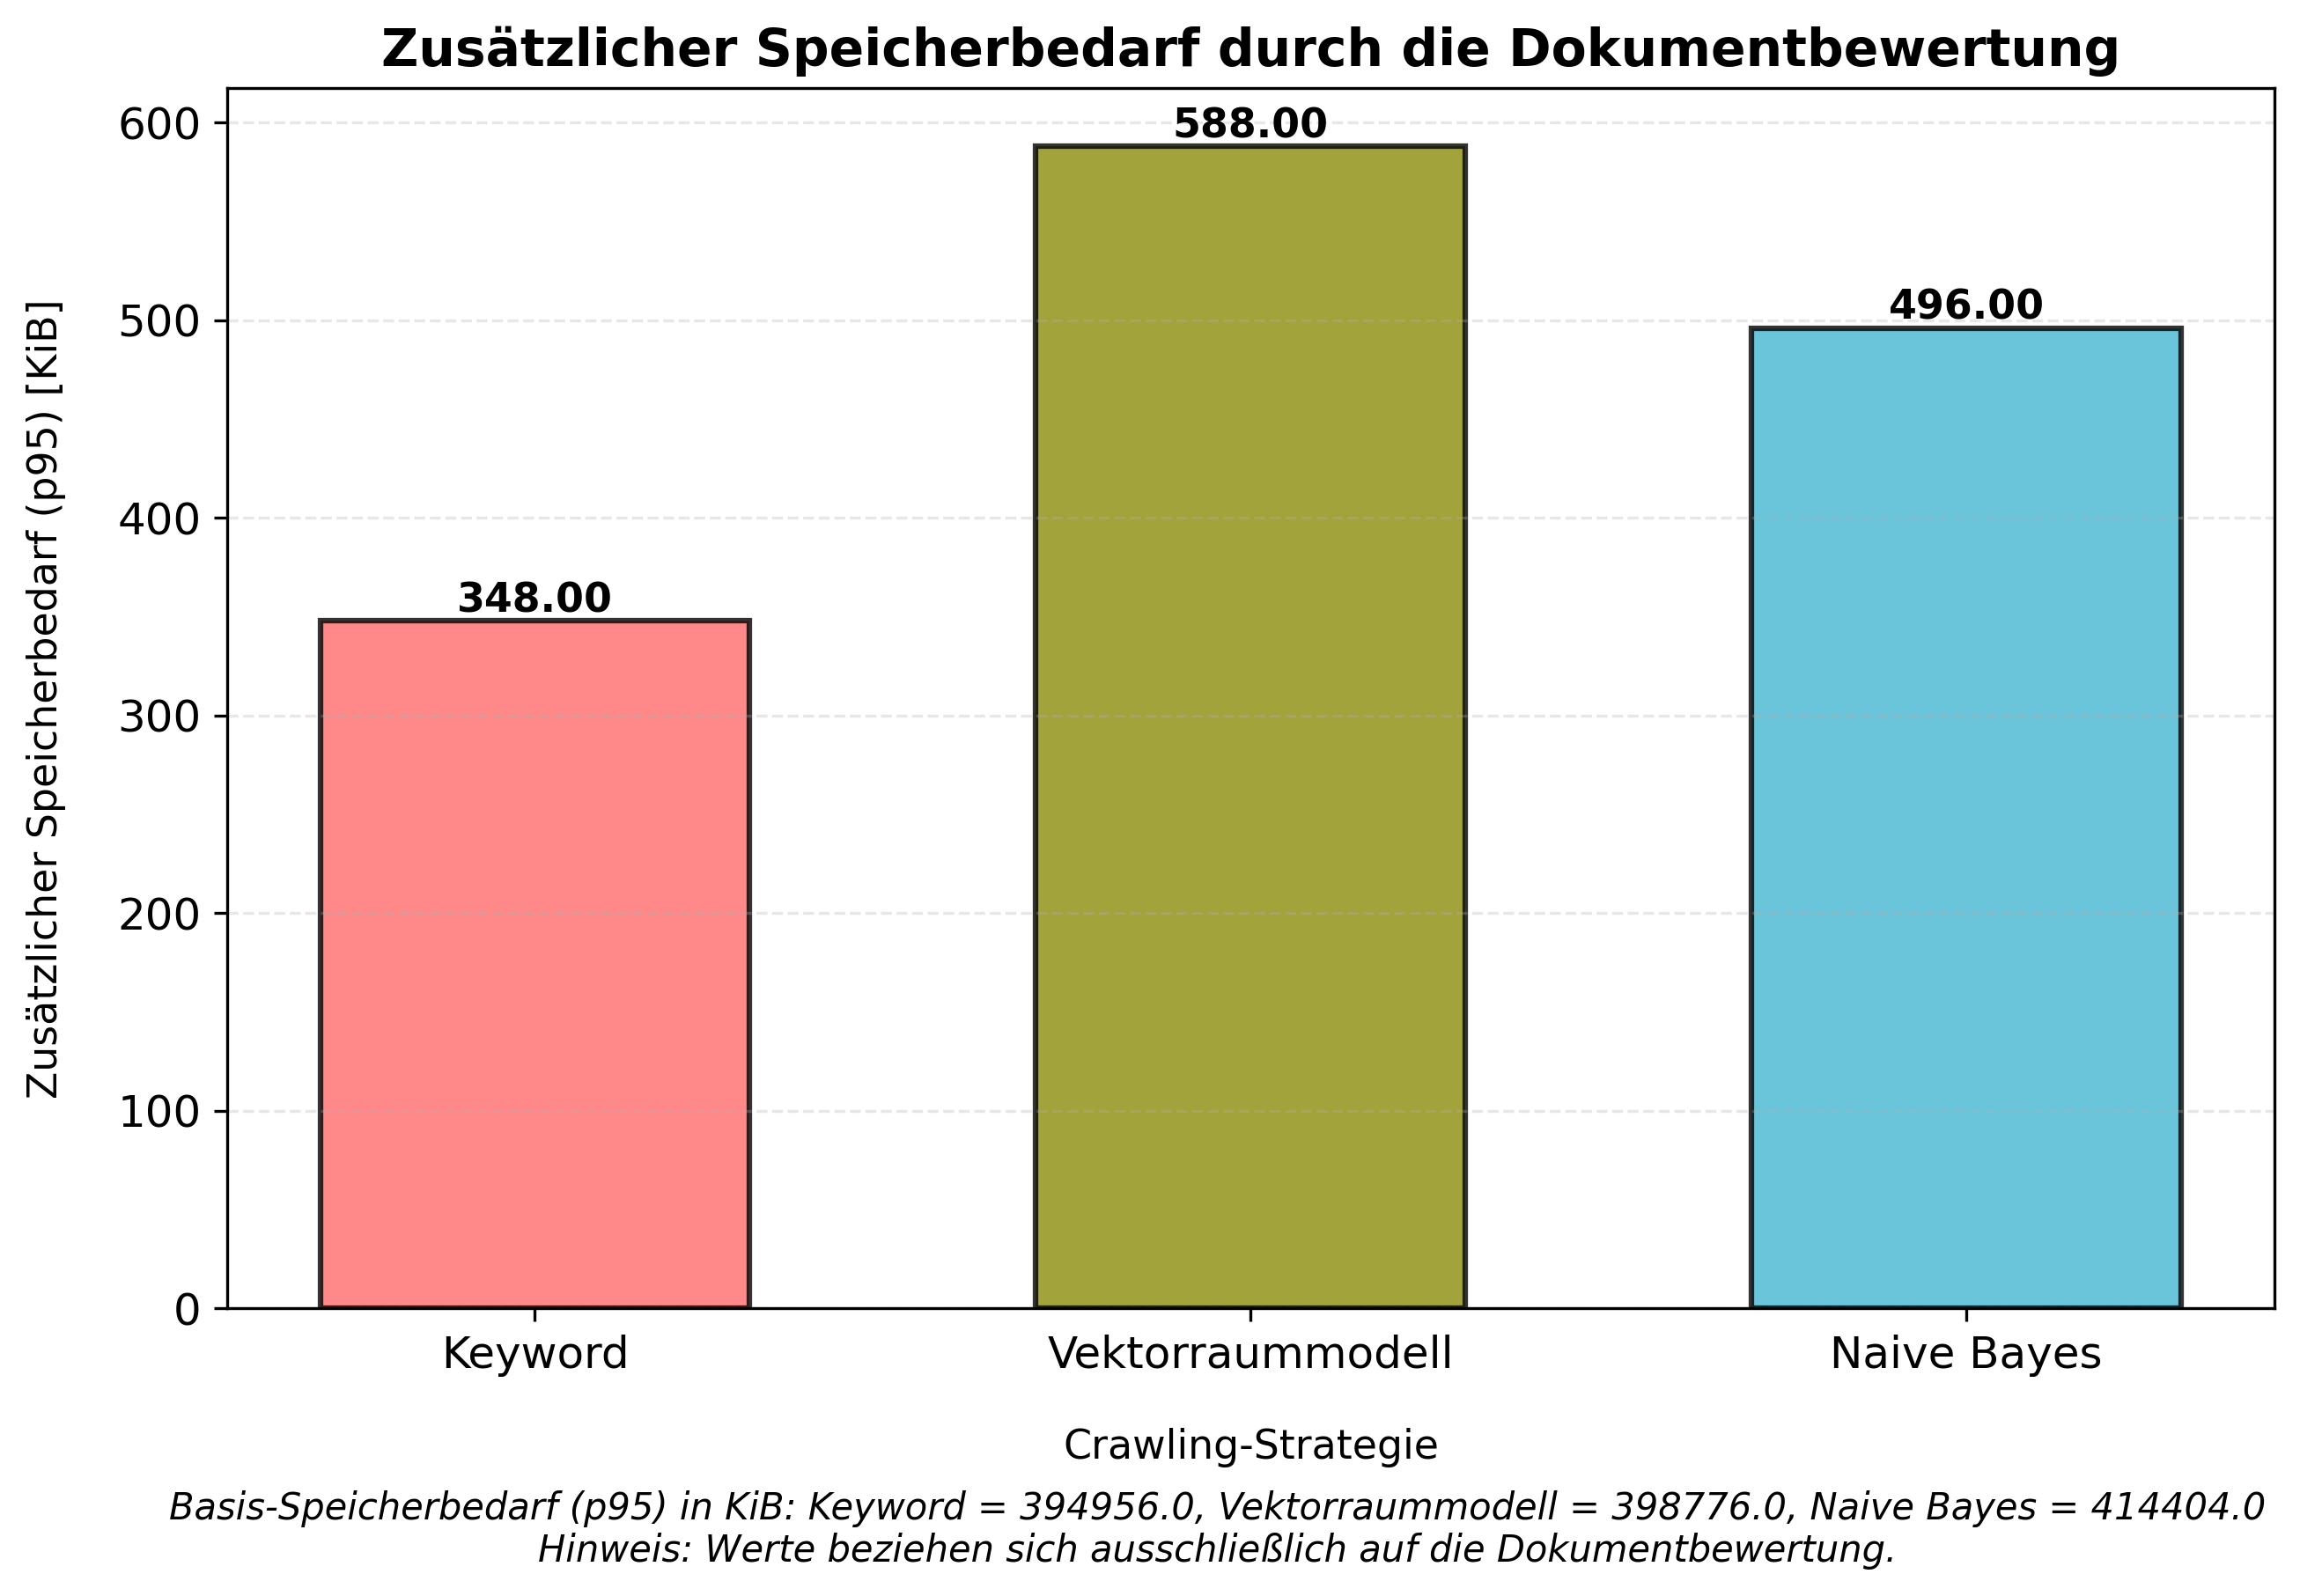 Zusätzlicher Speicherbedarf durch die Dokumentbewertung
Zusätzlicher Speicherbedarf (p95) [KiB]
600
500
400
300
200
100
0
348.00
588.00
496.00
Keyword
Vektorraummodell
Naive Bayes
Crawling-Strategie
Basis-Speicherbedarf (p95) in KiB: Keyword = 394956.0, Vektorraummodell = 398776.0, Naive Bayes = 414404.0
Hinweis: Werte beziehen sich ausschließlich auf die Dokumentbewertung.